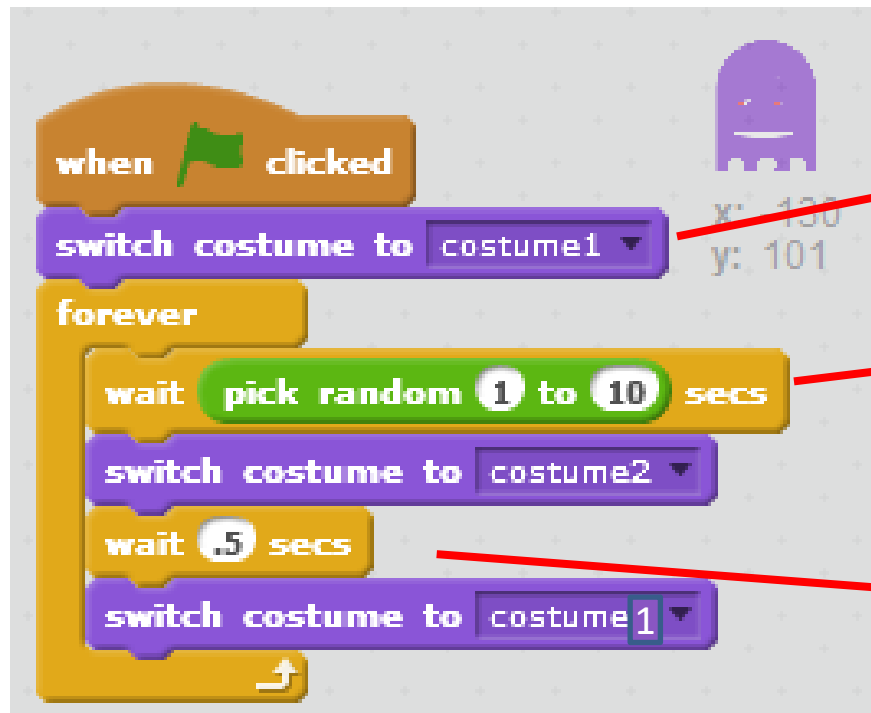 when clicked
switch costume to costume1
x: -130
y: 101
forever
wait pick random 1 to 10 secs
switch costume to costume2
wait .5 secs
switch costume to costume1